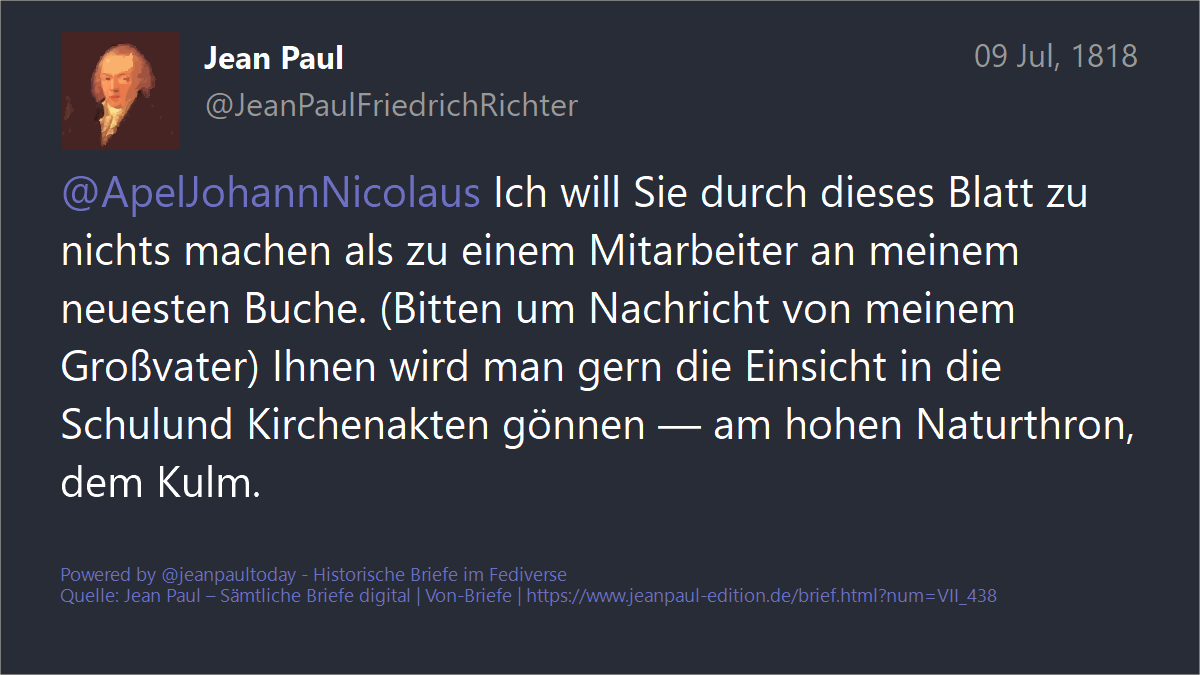 Jean Paul
09 Jul, 1818
@JeanPaulFriedrichRichter
@ApelJohannNicolaus Ich will Sie durch dieses Blatt zu
nichts machen als zu einem Mitarbeiter an meinem
neuesten Buche. (Bitten um Nachricht von meinem
Großvater) Ihnen wird man gern die Einsicht in die
Schulund Kirchenakten gönnen — am hohen Naturthron,
dem Kulm.
Powered by @jeanpaultoday - Historische Briefe im Fediverse
Quelle: Jean Paul – Sämtliche Briefe digital | Von-Briefe | https://www.jeanpaul-edition.de/brief.html?num=VII_438